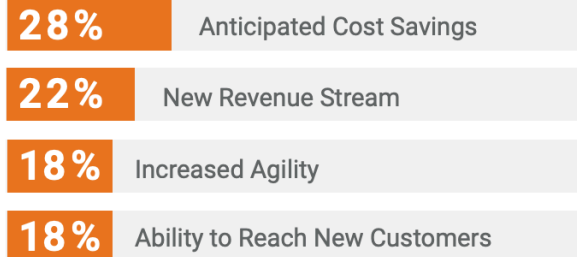 28% Anticipated Cost Savings
22% New Revenue Stream
18% Increased Agility
18% Ability to Reach New Customers